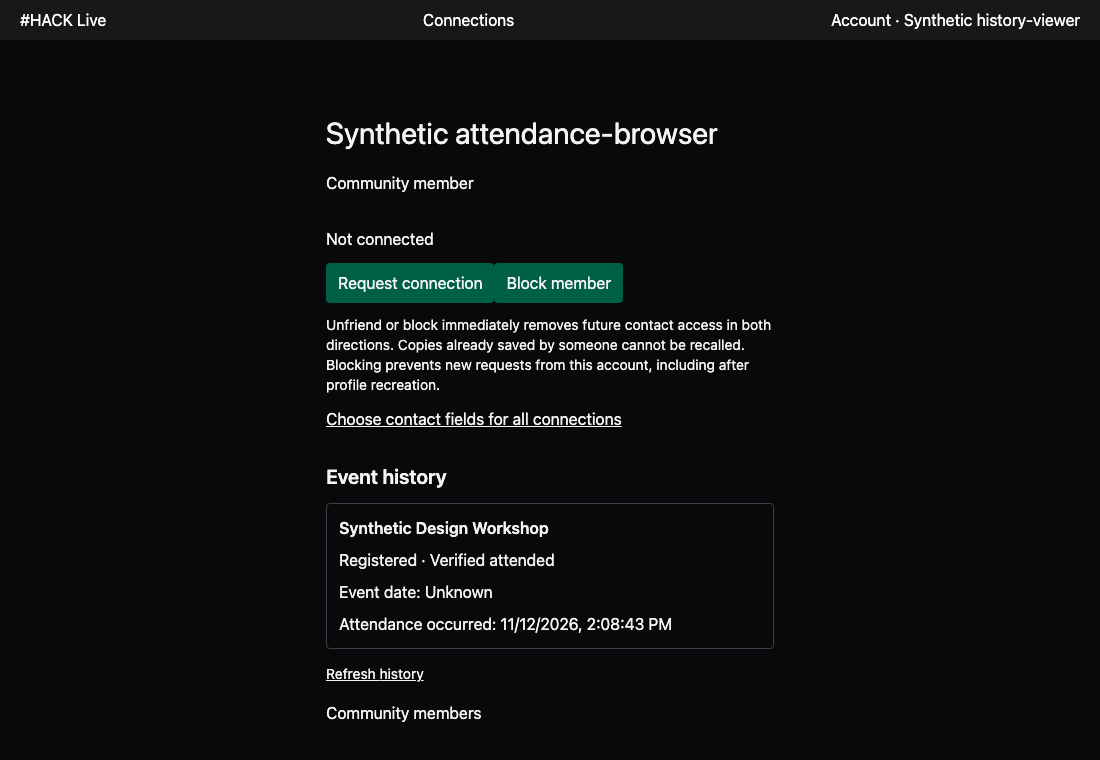 #HACK Live
Connections
Account · Synthetic history-viewer
Synthetic attendance-browser
Community member
Not connected
Request connection
Block member
Unfriend or block immediately removes future contact access in both
directions. Copies already saved by someone cannot be recalled.
Blocking prevents new requests from this account, including after
profile recreation.
Choose contact fields for all connections
Event history
Synthetic Design Workshop
Registered · Verified attended
Event date: Unknown
Attendance occurred: 11/12/2026, 2:08:43 PM
Refresh history
Community members